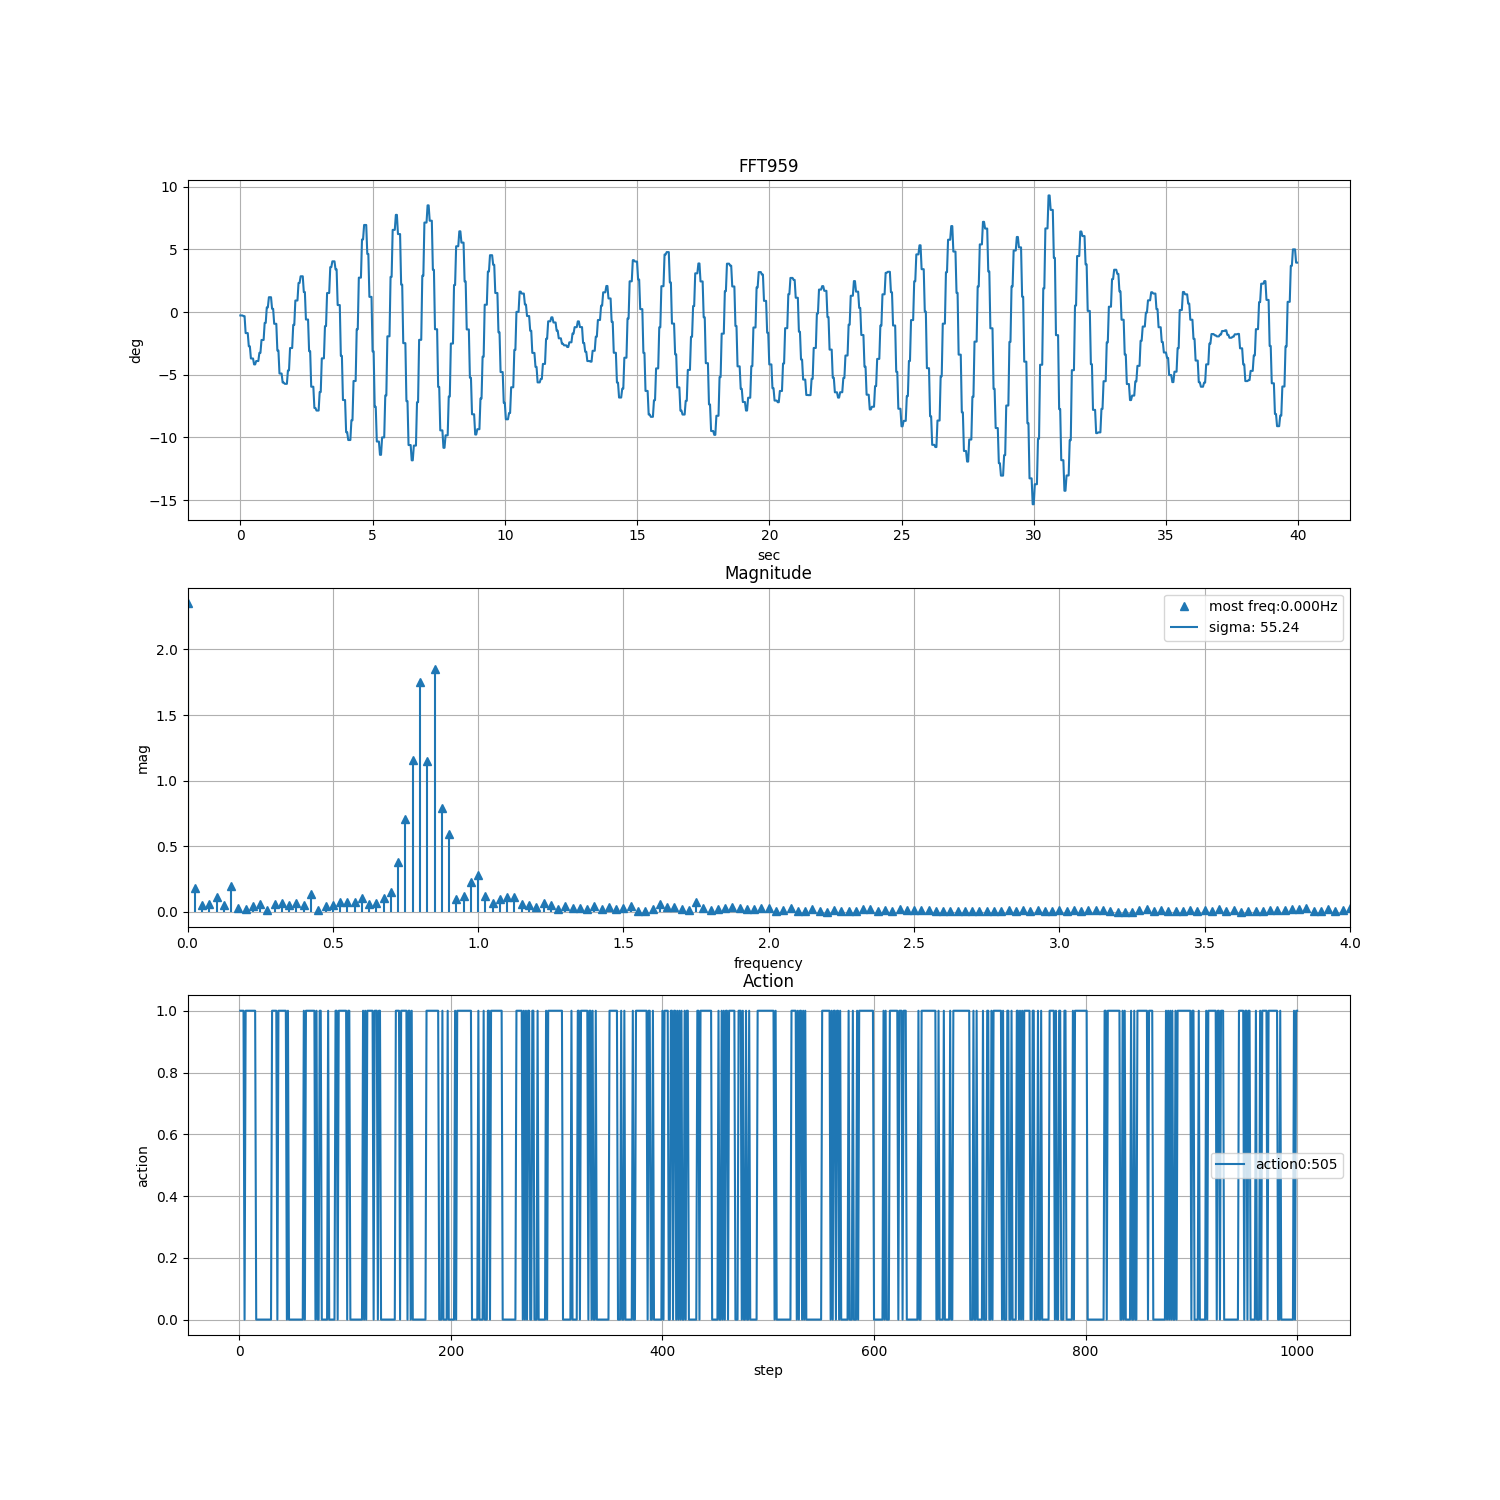 FFT959
10
5
0
−5
−10
−15
deg
0 5 10 15 20 25 30 35 40
sec
Magnitude
most freq:0.000Hz
sigma: 55.24
2.0
1.5
1.0
0.5
0.0
mag
0.0 0.5 1.0 1.5 2.0 2.5 3.0 3.5 4.0
frequency
Action
1.0
0.8
0.6
0.4
0.2
0.0
action
action0:505
0 200 400 600 800 1000
step